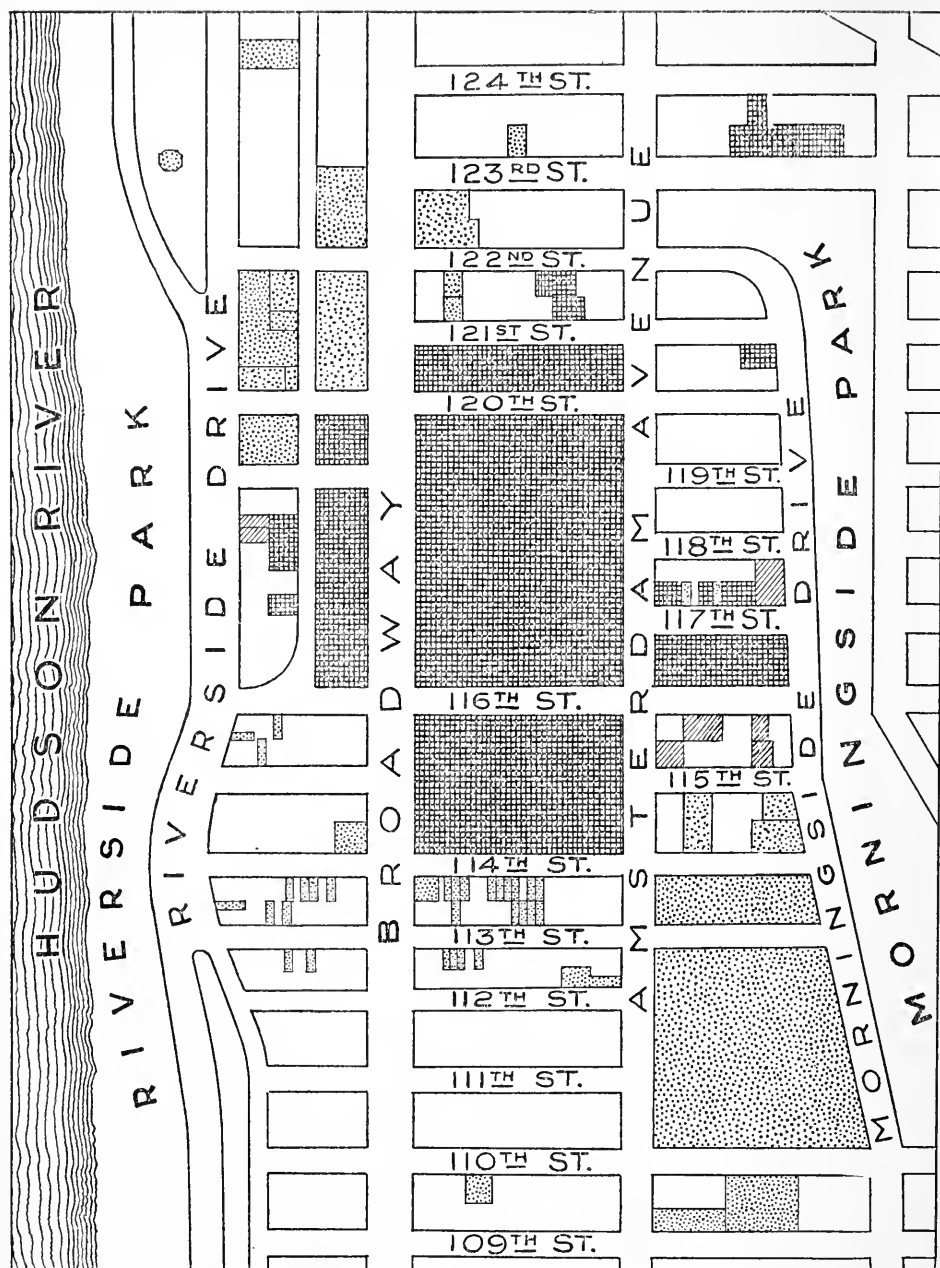 HUDSON RIVER
RIVERSIDE PARK
RIVERSIDE DRIVE
BROADWAY
AMSTERDAM AVENUE
MORNINGSIDE DRIVE
MORNINGSIDE PARK
124TH ST.
123RD ST.
122ND ST.
121ST ST.
120TH ST.
119TH ST.
118TH ST.
117TH ST.
116TH ST.
115TH ST.
114TH ST.
113TH ST.
112TH ST.
111TH ST.
110TH ST.
109TH ST.